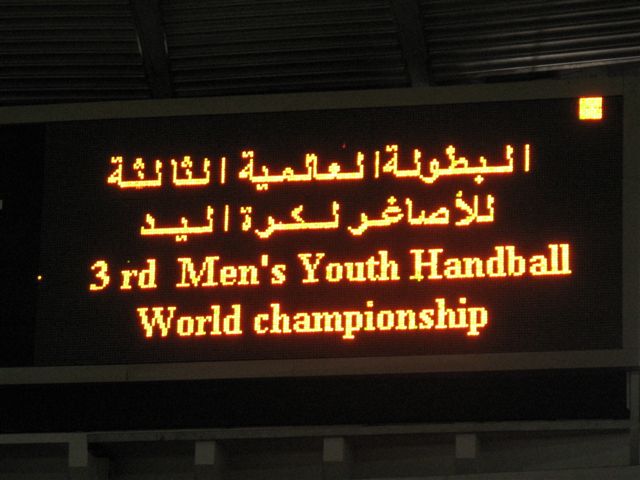 البطولة العالمية الثالثة
للأصاغر لكرة اليد
3 rd Men's Youth Handball
World championship